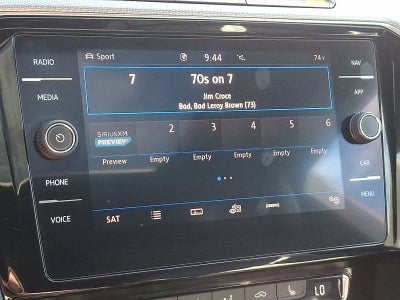 RADIO
MEDIA
PHONE
VOICE
Sport
9:44
74°F
7
70s on 7
Jim Croce
Bad, Bad Leroy Brown (73)
SIRIUSXM
PREVIEW
2
3
4
5
6
Preview
Empty
Empty
Empty
Empty
Empty
SAT
NAV
APP
CAR
MENU
LO